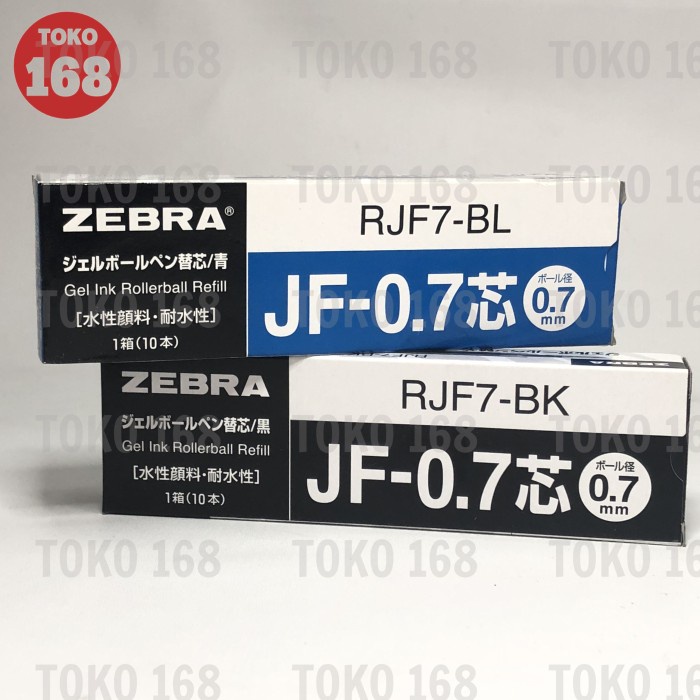 TOKO
168
ZEBRA®
ジェルボールペン替芯/青
Gel Ink Rollerball Refill
[水性顔料・耐水性]
1箱(10本)
RJF7-BL
JF-0.7芯
ボール径
0.7
mm
ZEBRA
ジェルボールペン替芯/黒
Gel Ink Rollerball Refill
[水性顔料・耐水性]
1箱(10本)
RJF7-BK
JF-0.7芯
ボール径
0.7
mm
TOKO 168